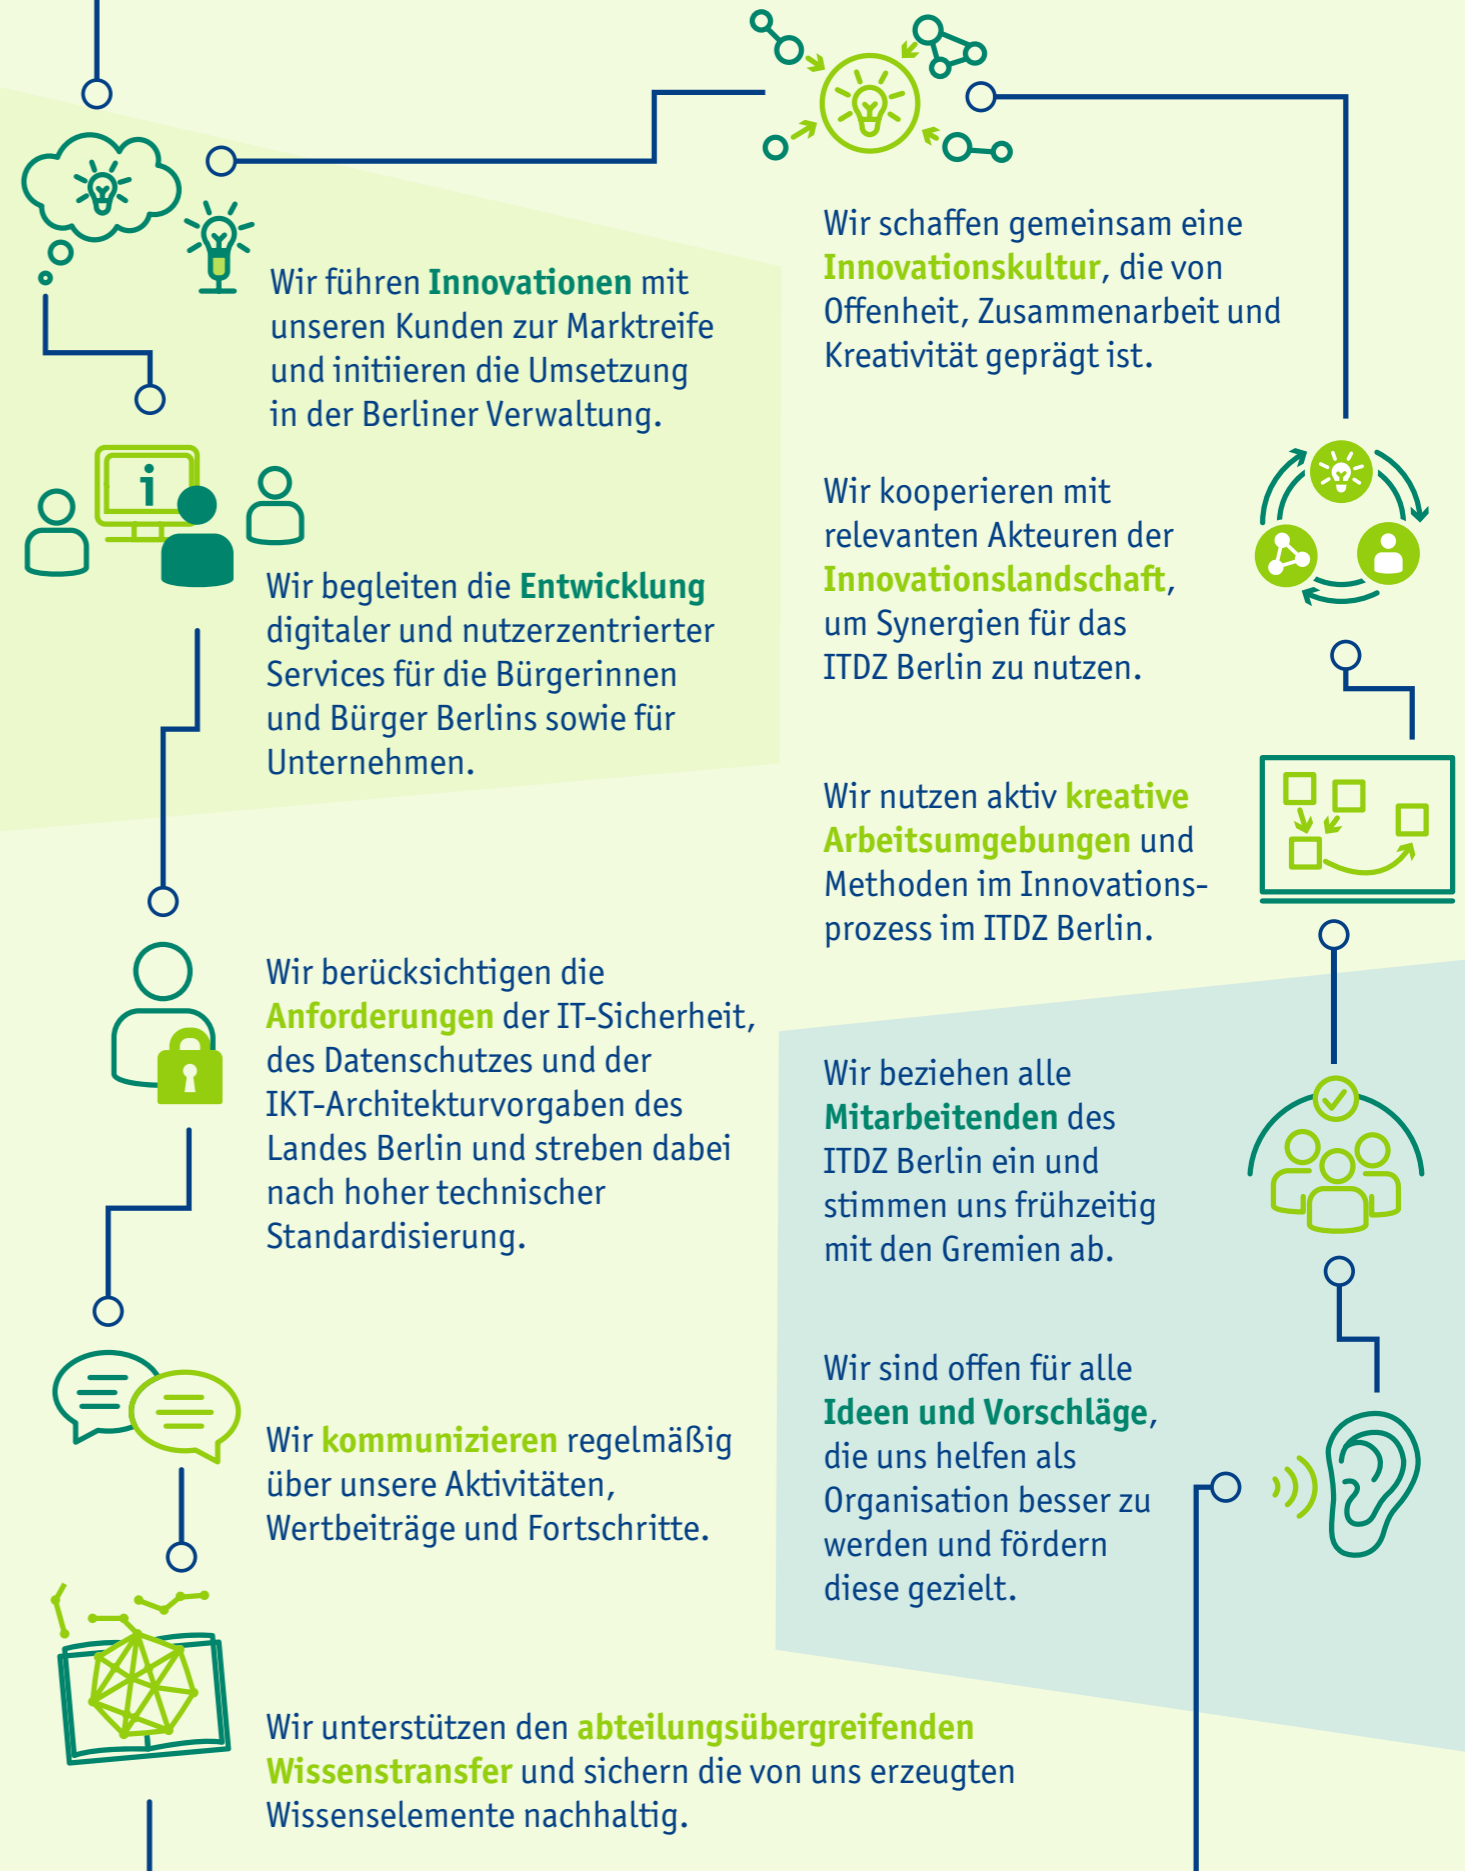 Wir führen Innovationen mit
unseren Kunden zur Marktreife
und initiieren die Umsetzung
in der Berliner Verwaltung.
Wir begleiten die Entwicklung
digitaler und nutzerzentrierter
Services für die Bürgerinnen
und Bürger Berlins sowie für
Unternehmen.
Wir berücksichtigen die
Anforderungen der IT-Sicherheit,
des Datenschutzes und der
IKT-Architekturvorgaben des
Landes Berlin und streben dabei
nach hoher technischer
Standardisierung.
Wir kommunizieren regelmäßig
über unsere Aktivitäten,
Wertbeiträge und Fortschritte.
Wir unterstützen den abteilungsübergreifenden
Wissenstransfer und sichern die von uns erzeugten
Wissenselemente nachhaltig.
Wir schaffen gemeinsam eine
Innovationskultur, die von
Offenheit, Zusammenarbeit und
Kreativität geprägt ist.
Wir kooperieren mit
relevanten Akteuren der
Innovationslandschaft,
um Synergien für das
ITDZ Berlin zu nutzen.
Wir nutzen aktiv kreative
Arbeitsumgebungen und
Methoden im Innovations-
prozess im ITDZ Berlin.
Wir beziehen alle
Mitarbeitenden des
ITDZ Berlin ein und
stimmen uns frühzeitig
mit den Gremien ab.
Wir sind offen für alle
Ideen und Vorschläge,
die uns helfen als
Organisation besser zu
werden und fördern
diese gezielt.